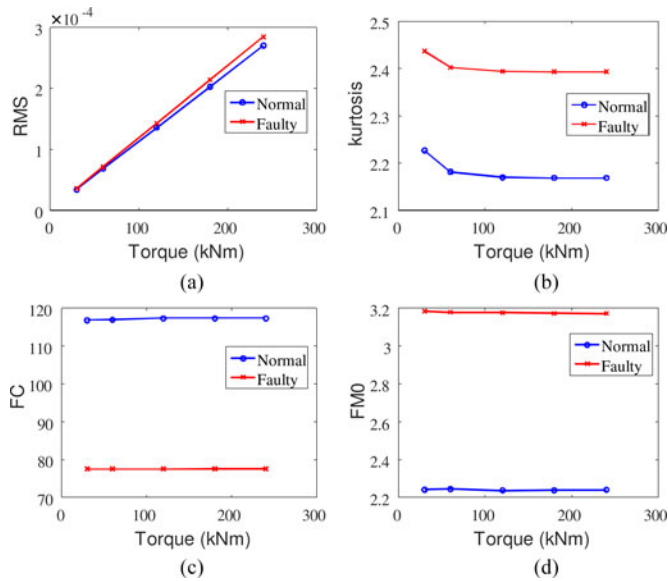 ×10⁻⁴
3
2
1
0
RMS
Normal
Faulty
0 100 200 300
Torque (kNm)
(a)
2.5
2.4
2.3
2.2
2.1
kurtosis
Normal
Faulty
0 100 200 300
Torque (kNm)
(b)
120
110
100
90
80
70
FC
Normal
Faulty
0 100 200 300
Torque (kNm)
(c)
3.2
3
2.8
2.6
2.4
2.2
FM0
Normal
Faulty
0 100 200 300
Torque (kNm)
(d)